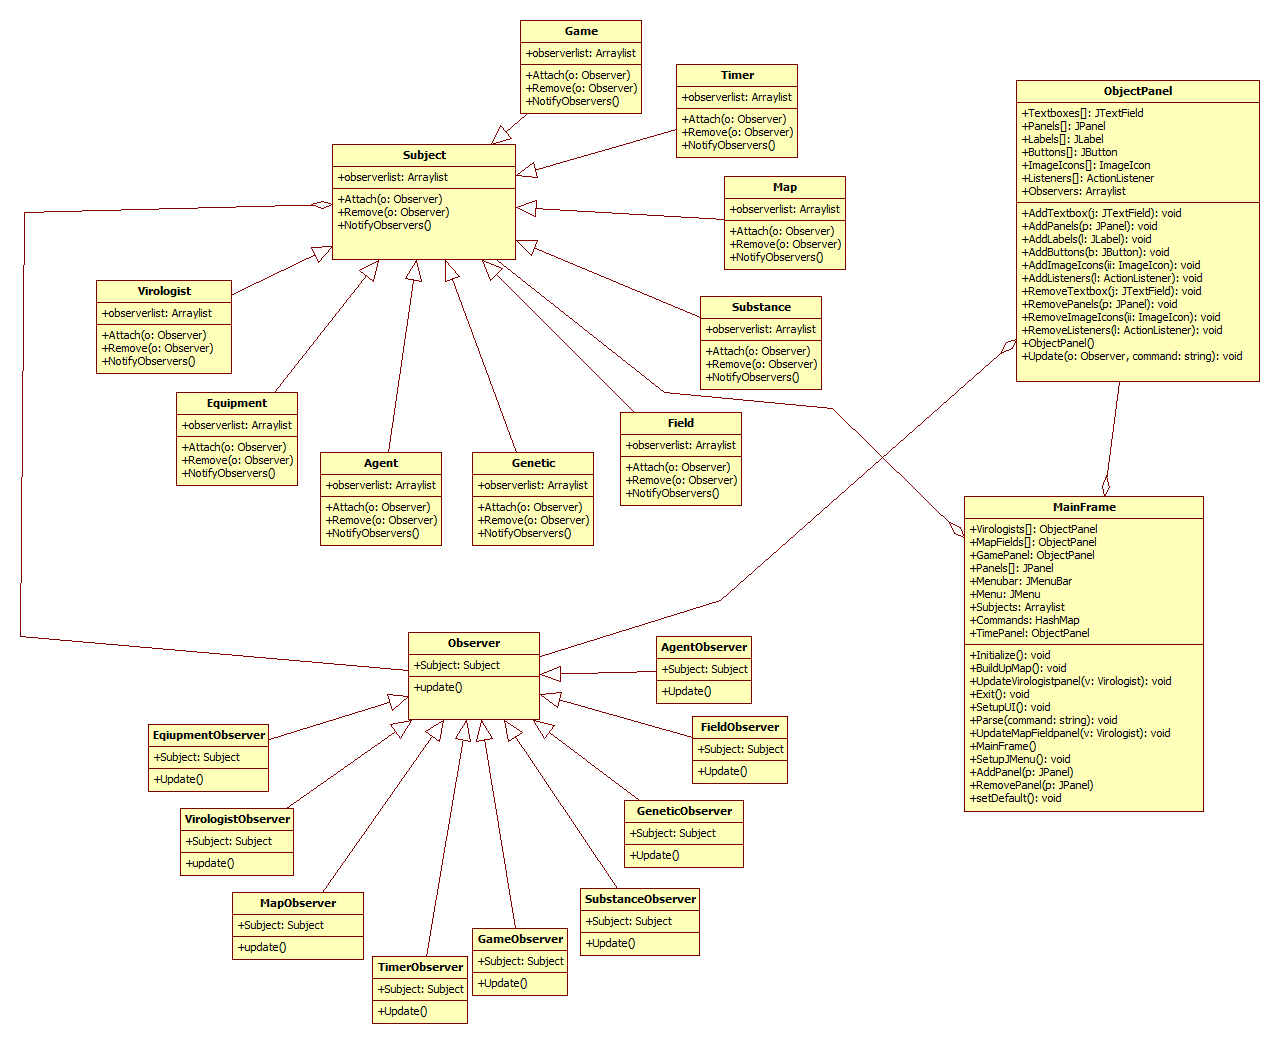 Game
+observerlist: Arraylist
+Attach(o: Observer)
+Remove(o: Observer)
+NotifyObservers()
Timer
+observerlist: Arraylist
+Attach(o: Observer)
+Remove(o: Observer)
+NotifyObservers()
ObjectPanel
+Textboxes[]: JTextField
+Panels[]: JPanel
+Labels[]: JLabel
+Buttons[]: JButton
+ImageIcons[]: ImageIcon
+Listeners[]: ActionListener
+Observers: Arraylist
+AddTextbox(j: JTextField): void
+AddPanels(p: JPanel): void
+AddLabels(l: JLabel): void
+AddButtons(b: JButton): void
+AddImageIcons(ii: ImageIcon): void
+AddListeners(l: ActionListener): void
+RemoveTextbox(j: JTextField): void
+RemovePanels(p: JPanel): void
+RemoveImageIcons(ii: ImageIcon): void
+RemoveListeners(l: ActionListener): void
+ObjectPanel()
+Update(o: Observer, command: string): void
Subject
+observerlist: Arraylist
+Attach(o: Observer)
+Remove(o: Observer)
+NotifyObservers()
Map
+observerlist: Arraylist
+Attach(o: Observer)
+Remove(o: Observer)
+NotifyObservers()
Virologist
+observerlist: Arraylist
+Attach(o: Observer)
+Remove(o: Observer)
+NotifyObservers()
Substance
+observerlist: Arraylist
+Attach(o: Observer)
+Remove(o: Observer)
+NotifyObservers()
Equipment
+observerlist: Arraylist
+Attach(o: Observer)
+Remove(o: Observer)
+NotifyObservers()
Agent
+observerlist: Arraylist
+Attach(o: Observer)
+Remove(o: Observer)
+NotifyObservers()
Genetic
+observerlist: Arraylist
+Attach(o: Observer)
+Remove(o: Observer)
+NotifyObservers()
Field
+observerlist: Arraylist
+Attach(o: Observer)
+Remove(o: Observer)
+NotifyObservers()
MainFrame
+Virologists[]: ObjectPanel
+MapFields[]: ObjectPanel
+GamePanel: ObjectPanel
+Panels[]: JPanel
+Menubar: JMenuBar
+Menu: JMenu
+Subjects: Arraylist
+Commands: HashMap
+TimePanel: ObjectPanel
+Initialize(): void
+BuildUpMap(): void
+UpdateVirologistpanel(v: Virologist): void
+Exit(): void
+SetupUI(): void
+Parse(command: string): void
+UpdateMapFieldpanel(v: Virologist): void
+MainFrame()
+SetupJMenu(): void
+AddPanel(p: JPanel)
+RemovePanel(p: JPanel)
+setDefault(): void
Observer
+Subject: Subject
+update()
AgentObserver
+Subject: Subject
+Update()
EqiupmentObserver
+Subject: Subject
+Update()
FieldObserver
+Subject: Subject
+Update()
VirologistObserver
+Subject: Subject
+update()
GeneticObserver
+Subject: Subject
+Update()
MapObserver
+Subject: Subject
+update()
SubstanceObserver
+Subject: Subject
+Update()
TimerObserver
+Subject: Subject
+Update()
GameObserver
+Subject: Subject
+Update()